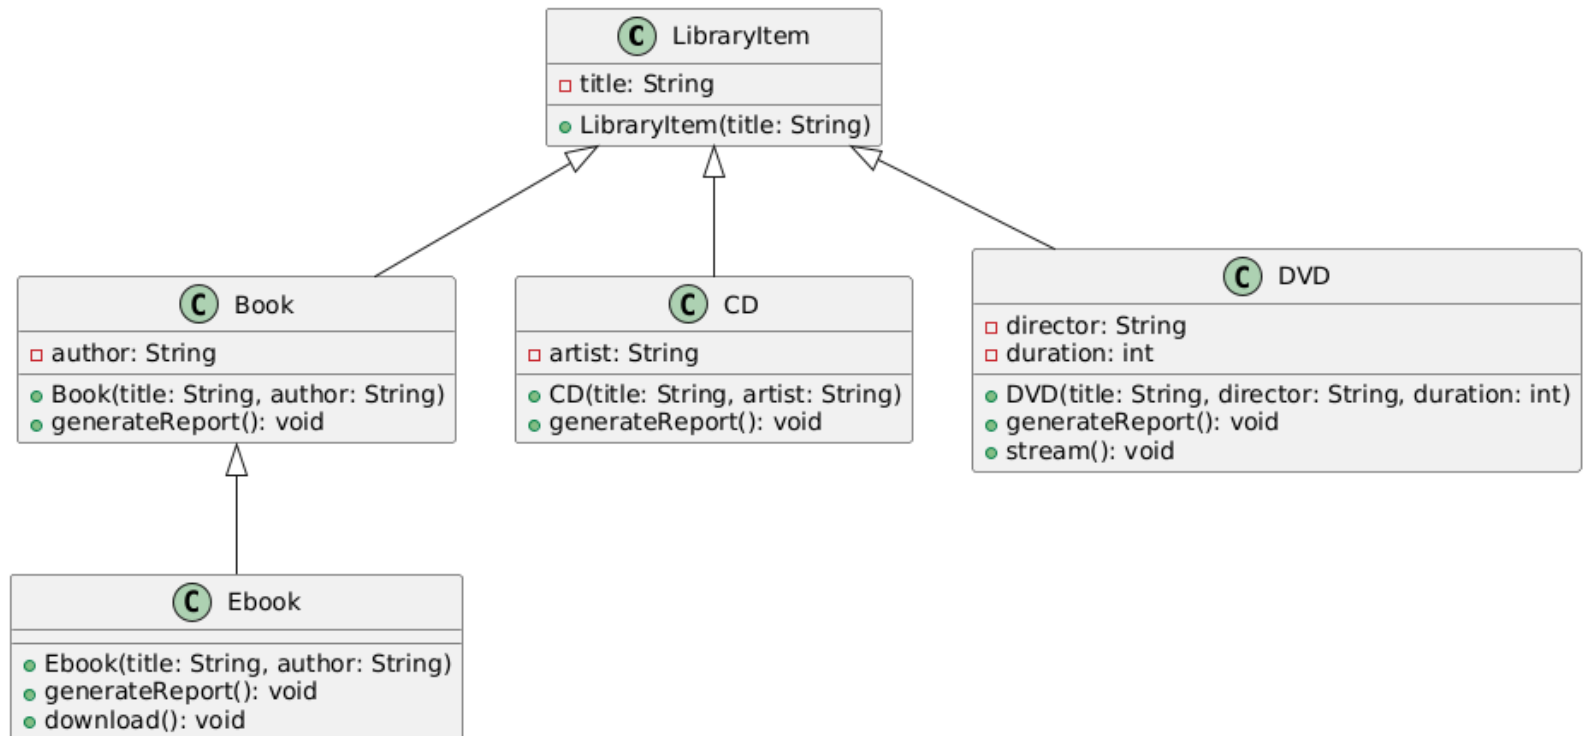 C LibraryItem
title: String
LibraryItem(title: String)
C Book
author: String
Book(title: String, author: String)
generateReport(): void
C CD
artist: String
CD(title: String, artist: String)
generateReport(): void
C DVD
director: String
duration: int
DVD(title: String, director: String, duration: int)
generateReport(): void
stream(): void
C Ebook
Ebook(title: String, author: String)
generateReport(): void
download(): void